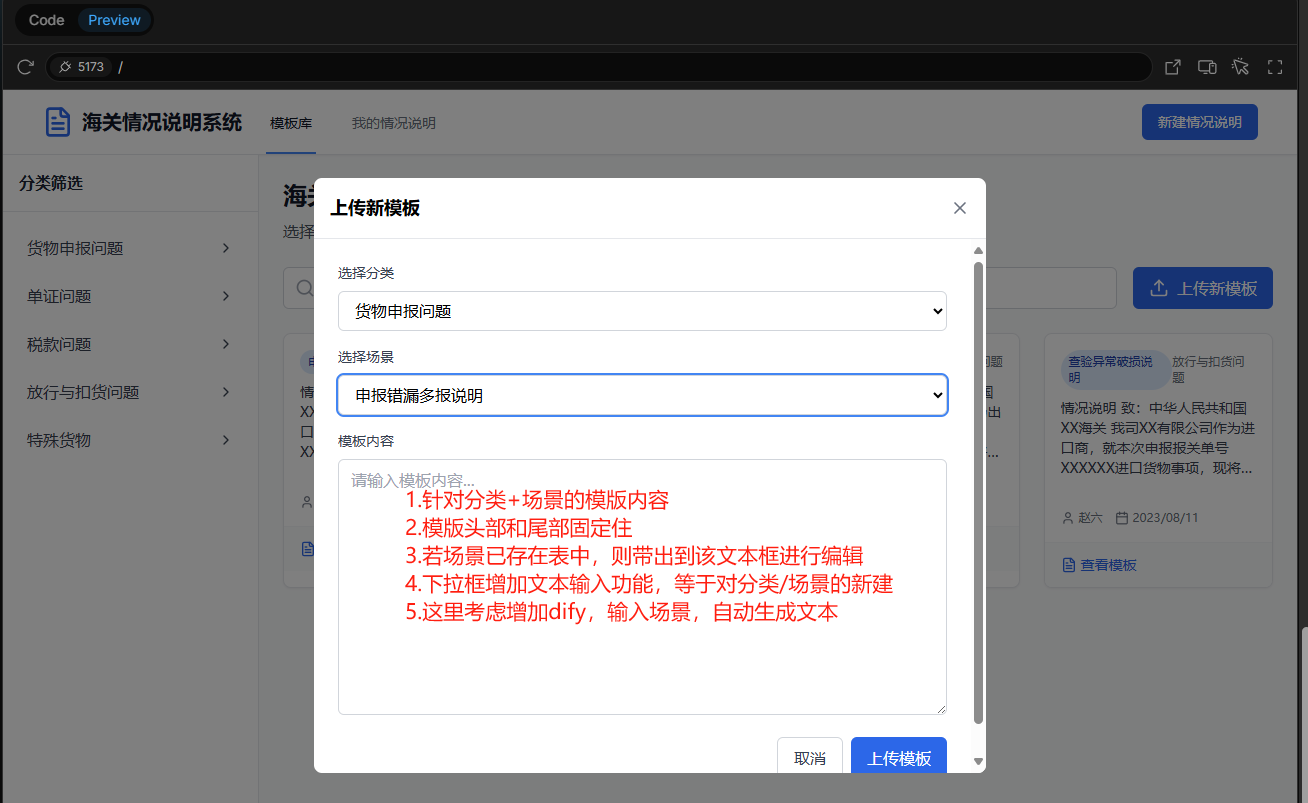 Code
Preview
5173
/
海关情况说明系统
模板库
我的情况说明
新建情况说明
分类筛选
货物申报问题
单证问题
税款问题
放行与扣货问题
特殊货物
海关
选择
上传新模板
选择分类
货物申报问题
选择场景
申报错漏多报说明
模板内容
请输入模板内容...
1.针对分类+场景的模版内容
2.模版头部和尾部固定住
3.若场景已存在表中，则带出到该文本框进行编辑
4.下拉框增加文本输入功能，等于对分类/场景的新建
5.这里考虑增加dify，输入场景，自动生成文本
取消
上传模板
上传新模板
情
XX
口
XX
问题
国
出
...
查验异常破损说
明
放行与扣货问
题
情况说明 致：中华人民共和国
XX海关 我司XX有限公司作为进
口商，就本次申报报关单号
XXXXXX进口货物事项，现将...
赵六
2023/08/11
查看模板